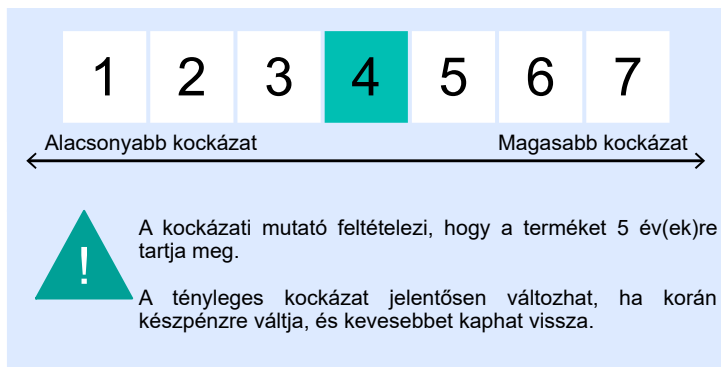 1 2 3 4 5 6 7
Alacsonyabb kockázat Magasabb kockázat
A kockázati mutató feltételezi, hogy a terméket 5 év(ek)re
tartja meg.
!
A tényleges kockázat jelentősen változhat, ha korán
készpénzre váltja, és kevesebbet kaphat vissza.